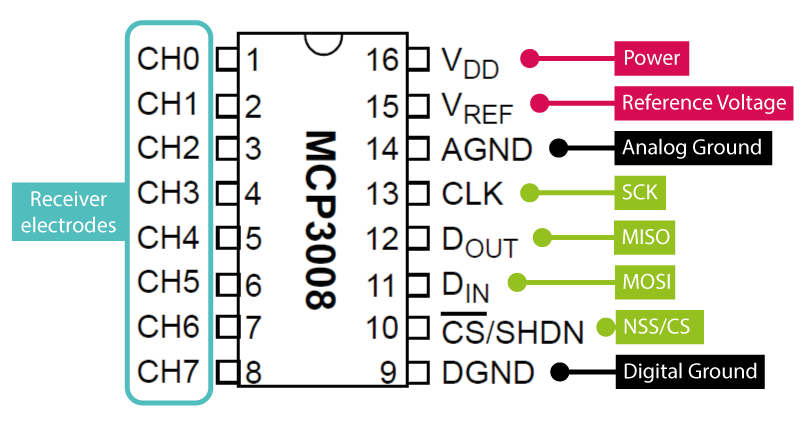 CH0 1 16 VDD Power
CH1 2 15 VREF Reference Voltage
CH2 3 14 AGND Analog Ground
CH3 4 13 CLK SCK
CH4 5 12 DOUT MISO
CH5 6 11 DIN MOSI
CH6 7 10 CS/SHDN NSS/CS
CH7 8 9 DGND Digital Ground
MCP3008
Receiver
electrodes